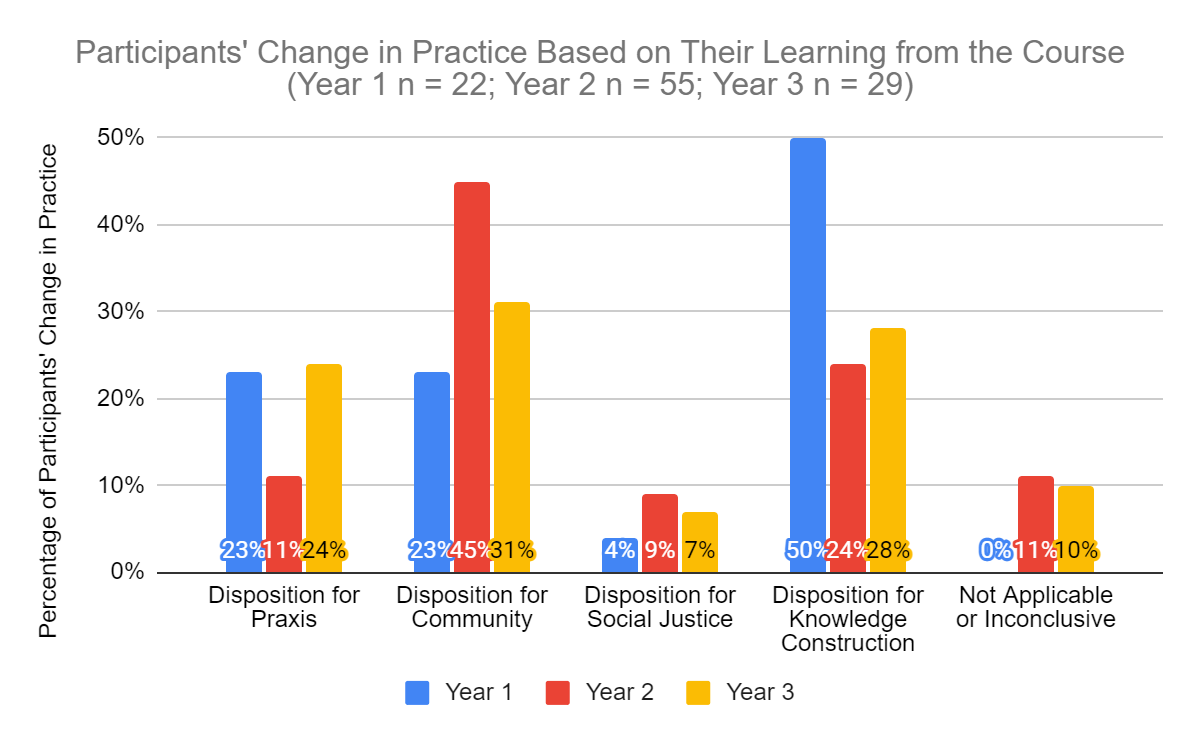 Participants' Change in Practice Based on Their Learning from the Course
(Year 1 n = 22; Year 2 n = 55; Year 3 n = 29)
Percentage of Participants' Change in Practice
50%
40%
30%
20%
10%
0%
23% 11% 24%
23% 45% 31%
4% 9% 7%
50% 24% 28%
0% 11% 10%
Disposition for
Praxis
Disposition for
Community
Disposition for
Social Justice
Disposition for
Knowledge
Construction
Not Applicable
or Inconclusive
Year 1 Year 2 Year 3